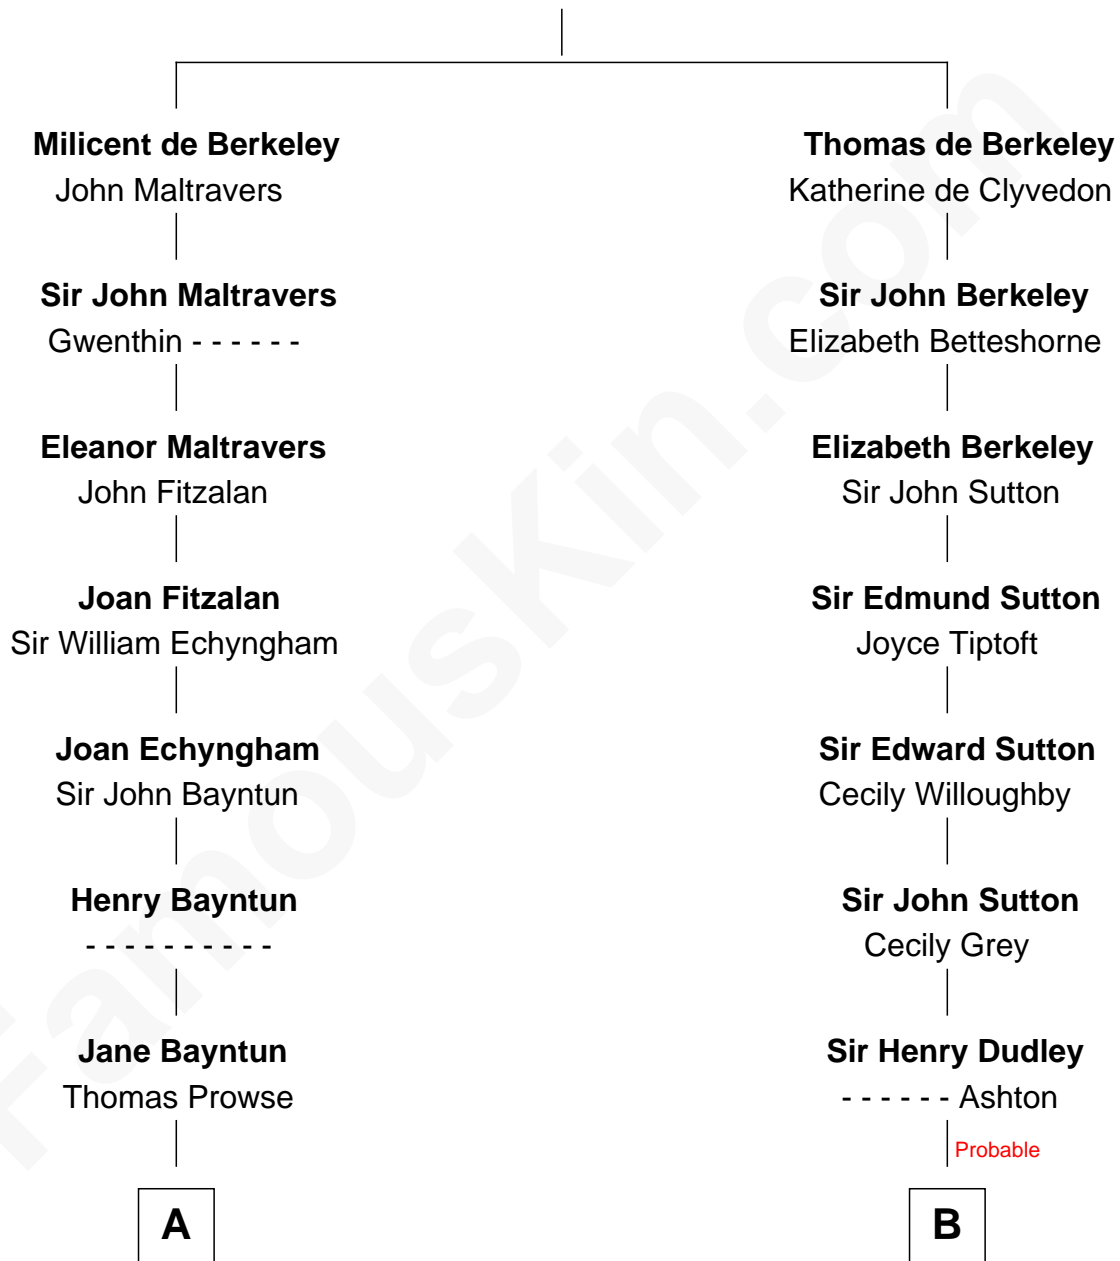 Milicent de Berkeley
John Maltravers
Sir John Maltravers
Gwenthin - - - - - -
Eleanor Maltravers
John Fitzalan
Joan Fitzalan
Sir William Echyngham
Joan Echyngham
Sir John Bayntun
Henry Bayntun
- - - - - - - - - -
Jane Bayntun
Thomas Prowse
A
Thomas de Berkeley
Katherine de Clyvedon
Sir John Berkeley
Elizabeth Betteshorne
Elizabeth Berkeley
Sir John Sutton
Sir Edmund Sutton
Joyce Tiptoft
Sir Edward Sutton
Cecily Willoughby
Sir John Sutton
Cecily Grey
Sir Henry Dudley
- - - - - - Ashton
Probable
B
FamousKin.com